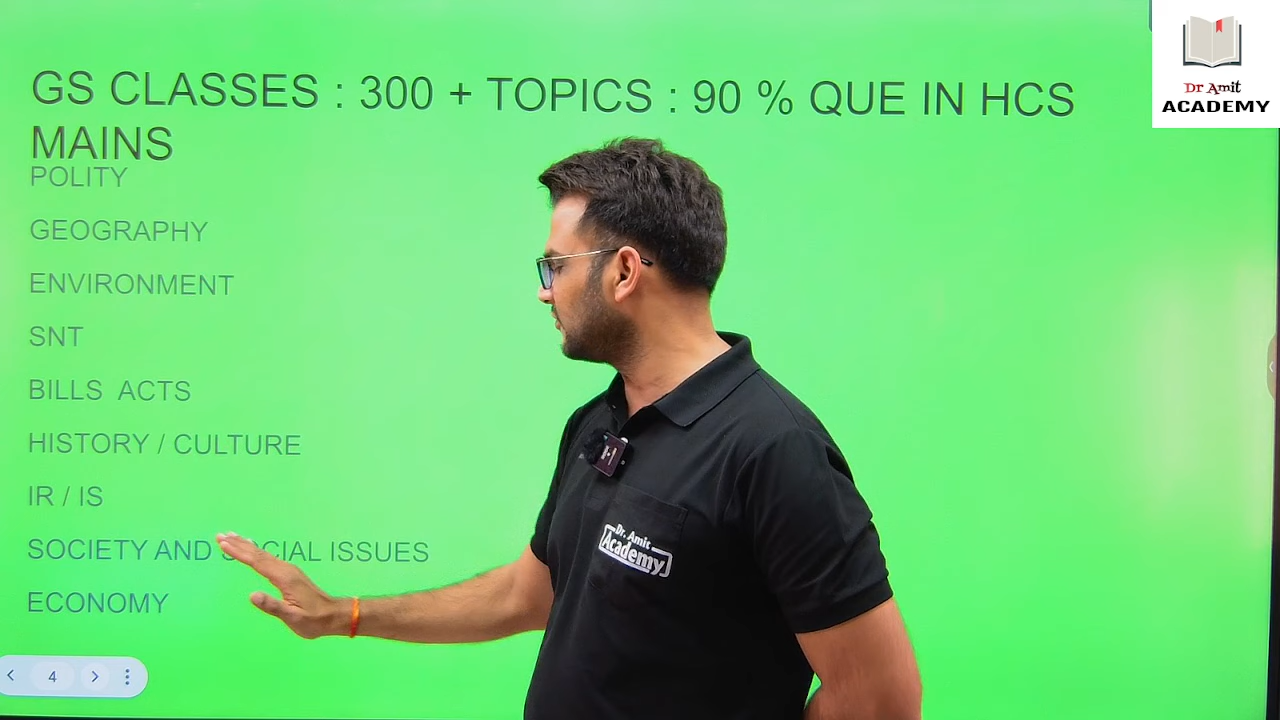 GS CLASSES : 300 + TOPICS : 90 % QUE IN HCS
MAINS
POLITY
GEOGRAPHY
ENVIRONMENT
SNT
BILLS ACTS
HISTORY / CULTURE
IR / IS
SOCIETY AND SOCIAL ISSUES
ECONOMY
4
Dr Amit
ACADEMY
Dr. Amit
Academy